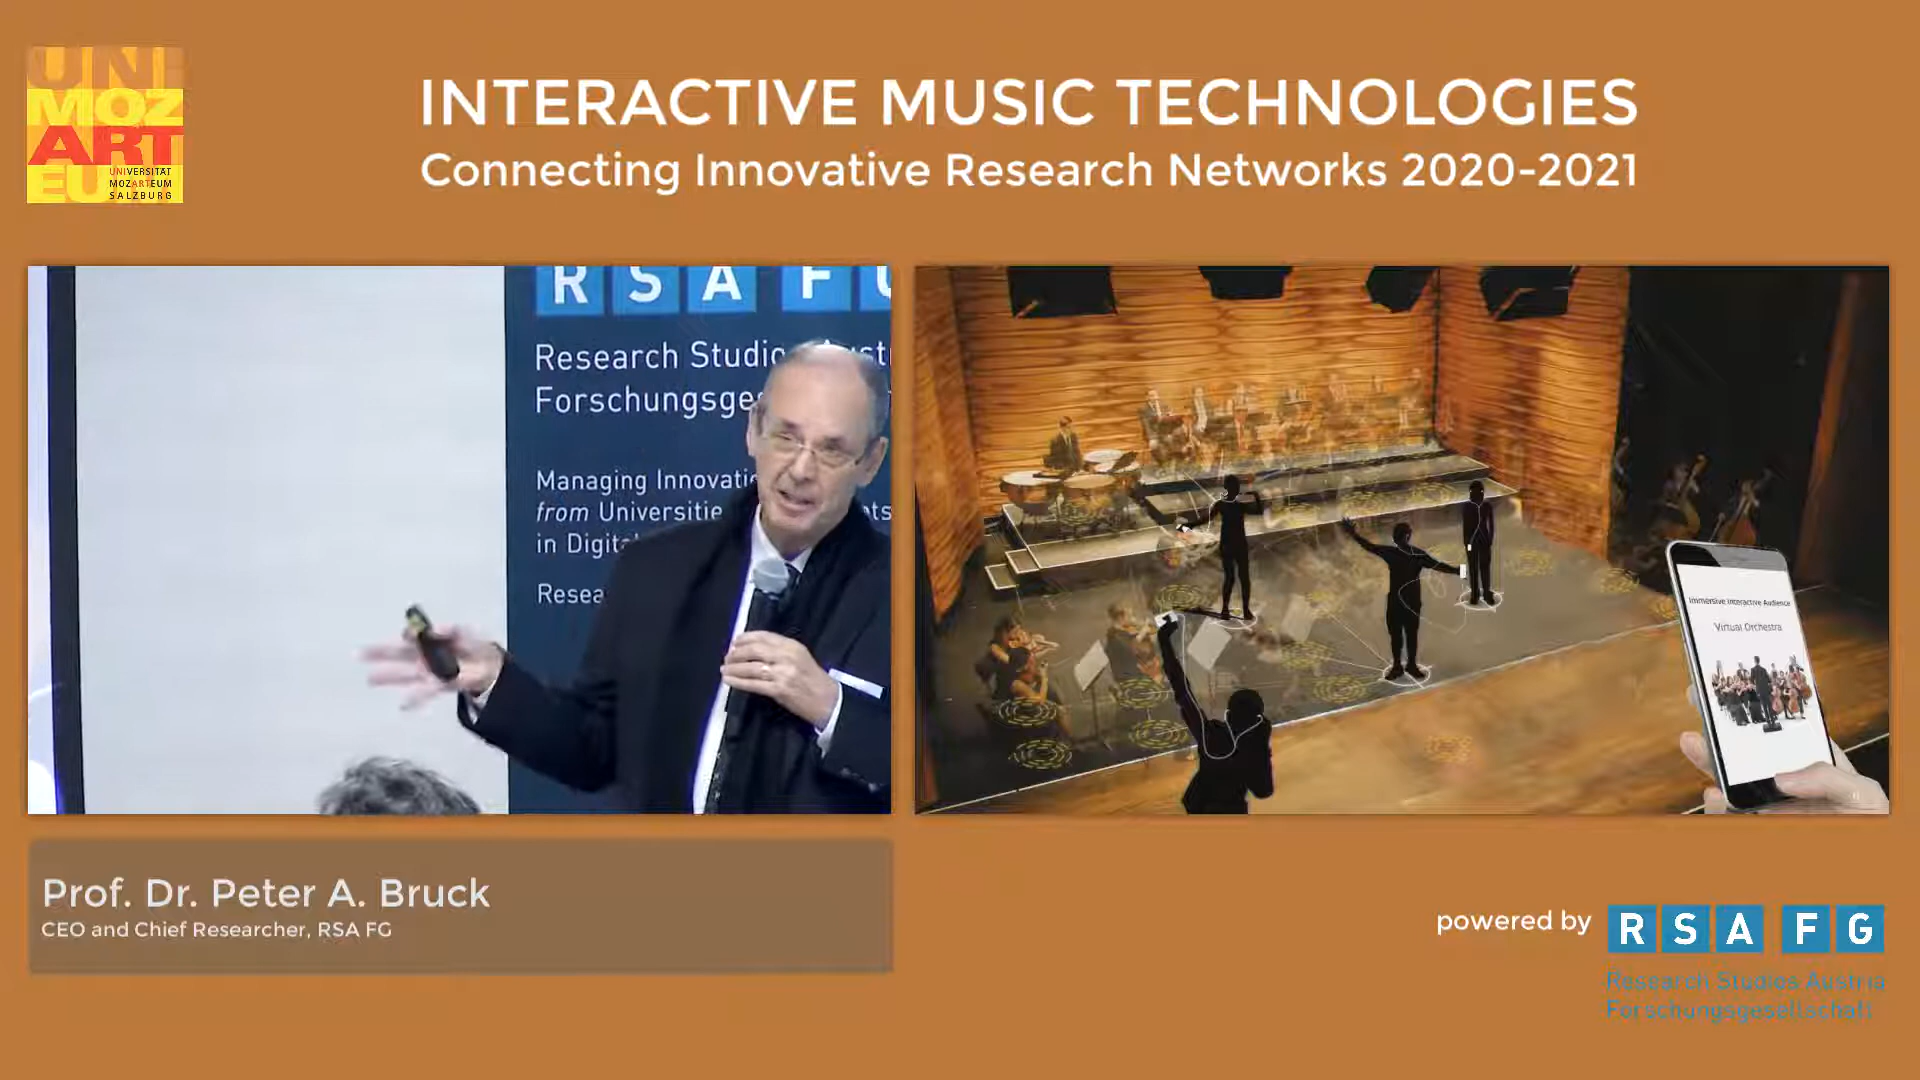 UNI
MOZ
ART
EU
UNIVERSITÄT
MOZARTEUM
SALZBURG
INTERACTIVE MUSIC TECHNOLOGIES
Connecting Innovative Research Networks 2020-2021
R S A F
Research Studio
Forschungsge
Managing Innovati
from Universitie
in Digit
Resea
Immersive Interactive Audience
Virtual Orchestra
Prof. Dr. Peter A. Bruck
CEO and Chief Researcher, RSA FG
powered by
R S A F G
Research Studios Austria
Forschungsgesellschaft